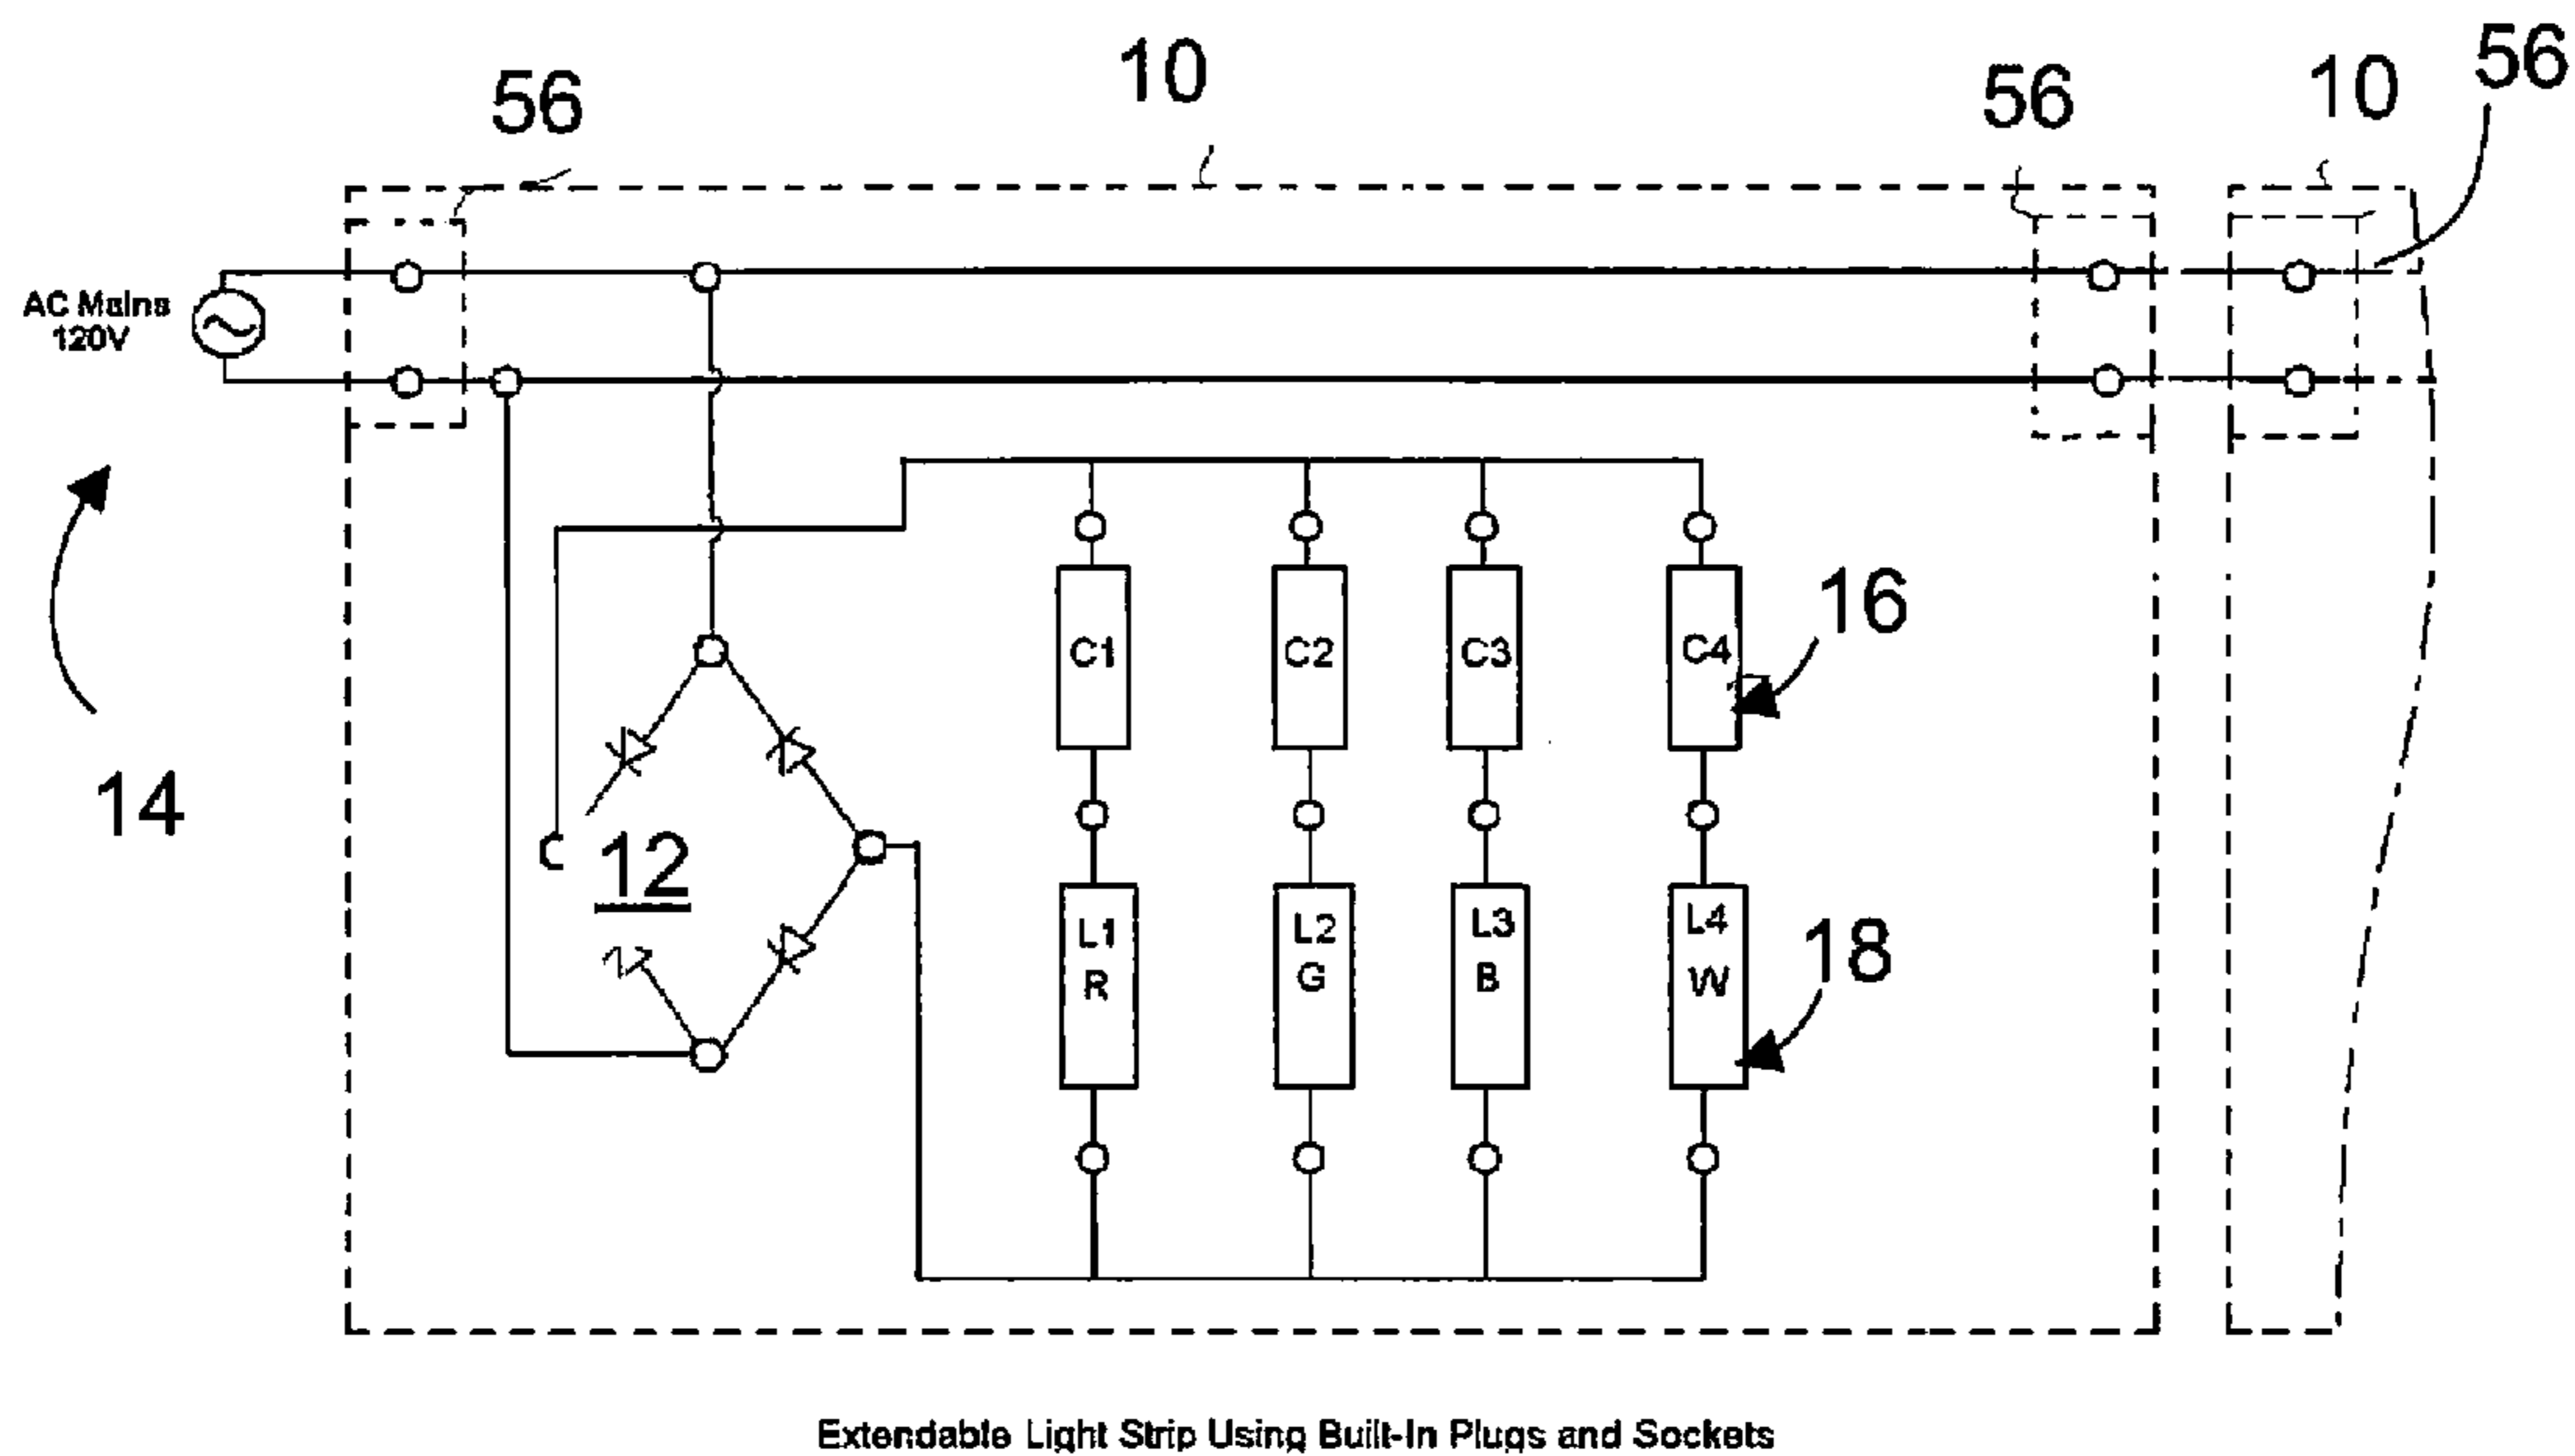 56
10
56
10
56
AC Mains
120V
14
12
C1
C2
C3
C4
16
L1
R
L2
G
L3
B
L4
W
18
Extendable Light Strip Using Built-In Plugs and Sockets